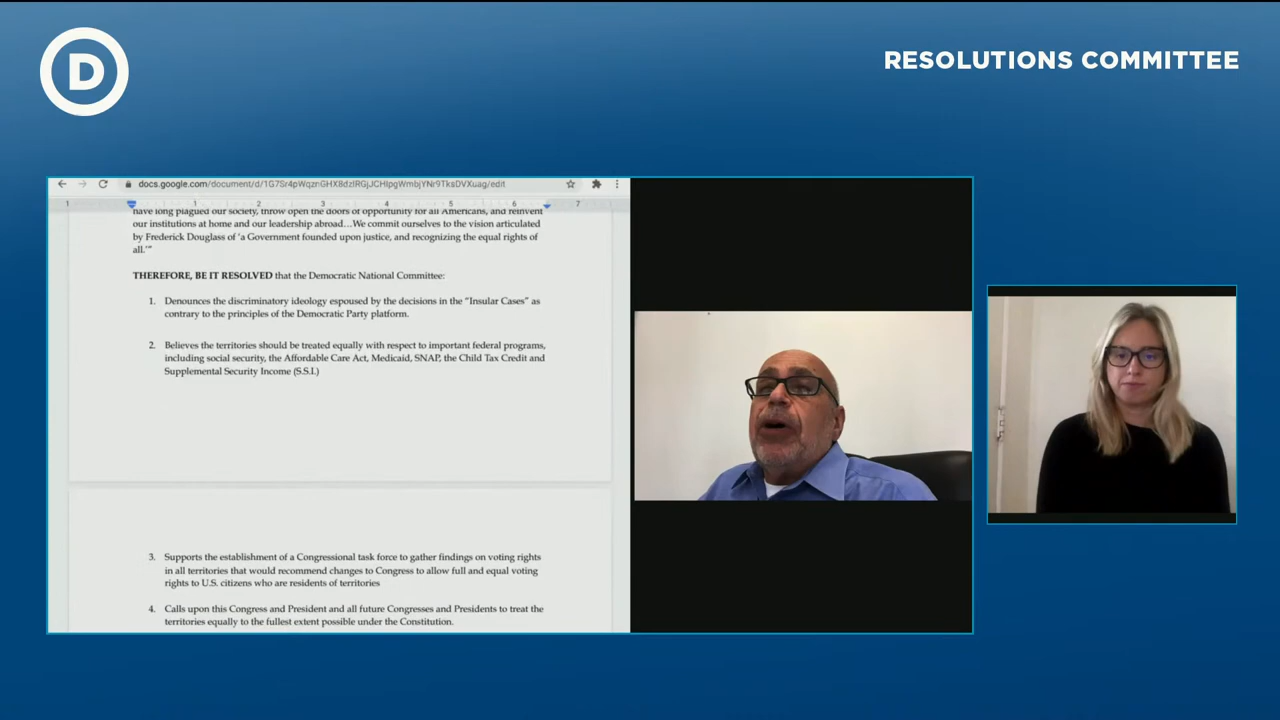 D
RESOLUTIONS COMMITTEE
docs.google.com/document/d/1G7Sr4pWqznGHX8dzlRGjJCHIpgWmbjYNr9TksDVXuag/edit
1 1 2 3 4 5 6 7
have long plagued our society, throw open the doors of opportunity for all Americans, and reinvent
our institutions at home and our leadership abroad…We commit ourselves to the vision articulated
by Frederick Douglass of 'a Government founded upon justice, and recognizing the equal rights of
all.'"
THEREFORE, BE IT RESOLVED that the Democratic National Committee:
1. Denounces the discriminatory ideology espoused by the decisions in the "Insular Cases" as
contrary to the principles of the Democratic Party platform.
2. Believes the territories should be treated equally with respect to important federal programs,
including social security, the Affordable Care Act, Medicaid, SNAP, the Child Tax Credit and
Supplemental Security Income (S.S.I.)
3. Supports the establishment of a Congressional task force to gather findings on voting rights
in all territories that would recommend changes to Congress to allow full and equal voting
rights to U.S. citizens who are residents of territories
4. Calls upon this Congress and President and all future Congresses and Presidents to treat the
territories equally to the fullest extent possible under the Constitution.